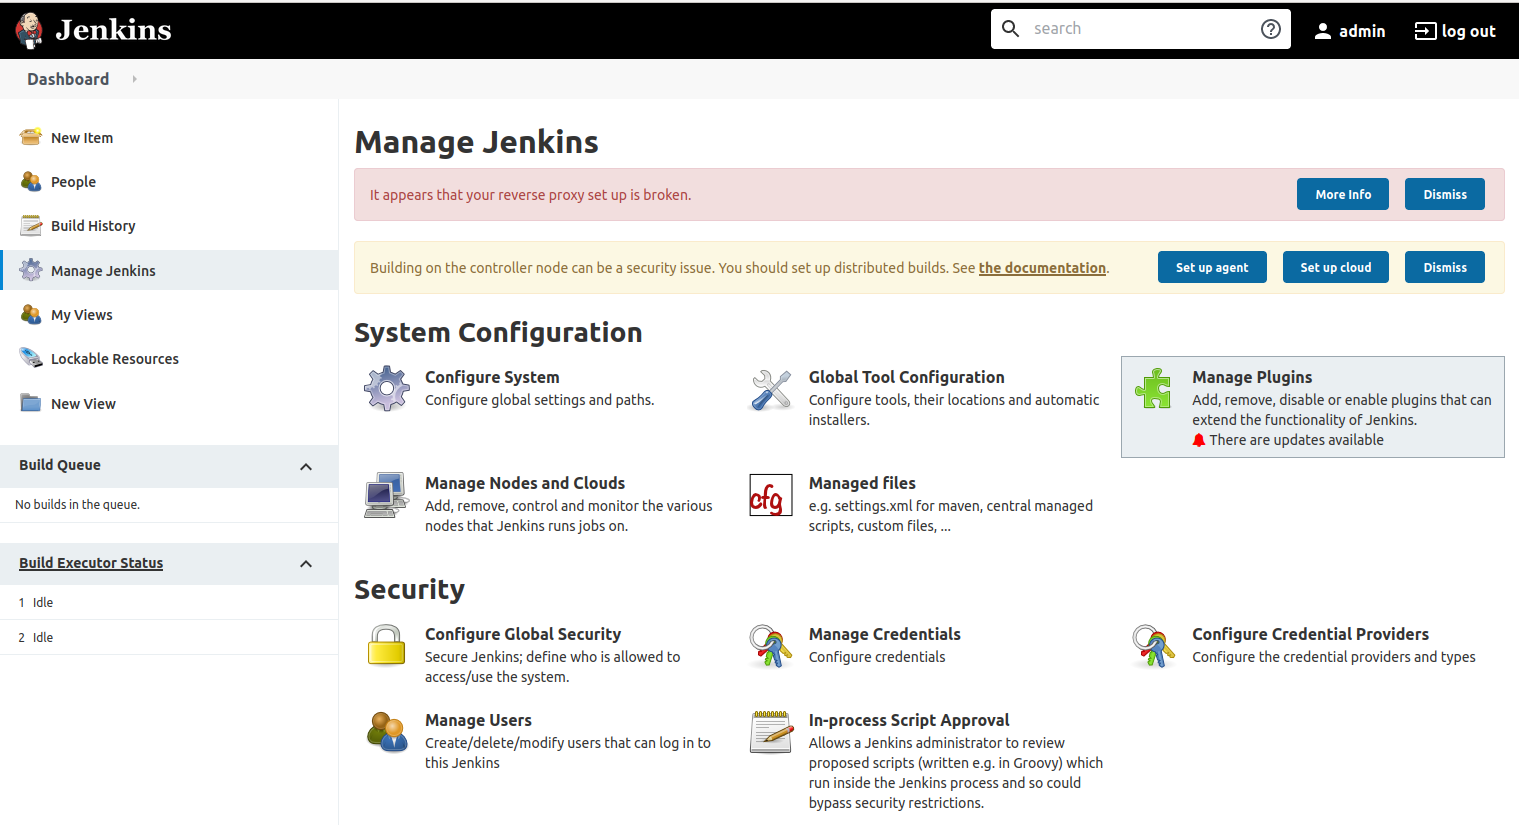 Jenkins
search
admin
log out
Dashboard
New Item
People
Build History
Manage Jenkins
My Views
Lockable Resources
New View
Build Queue
No builds in the queue.
Build Executor Status
1 Idle
2 Idle
Manage Jenkins
It appears that your reverse proxy set up is broken.
More Info
Dismiss
Building on the controller node can be a security issue. You should set up distributed builds. See the documentation.
Set up agent
Set up cloud
Dismiss
System Configuration
Configure System
Configure global settings and paths.
Global Tool Configuration
Configure tools, their locations and automatic
installers.
Manage Plugins
Add, remove, disable or enable plugins that can
extend the functionality of Jenkins.
There are updates available
Manage Nodes and Clouds
Add, remove, control and monitor the various
nodes that Jenkins runs jobs on.
cfg
Managed files
e.g. settings.xml for maven, central managed
scripts, custom files, ...
Security
Configure Global Security
Secure Jenkins; define who is allowed to
access/use the system.
Manage Credentials
Configure credentials
Configure Credential Providers
Configure the credential providers and types
Manage Users
Create/delete/modify users that can log in to
this Jenkins
In-process Script Approval
Allows a Jenkins administrator to review
proposed scripts (written e.g. in Groovy) which
run inside the Jenkins process and so could
bypass security restrictions.